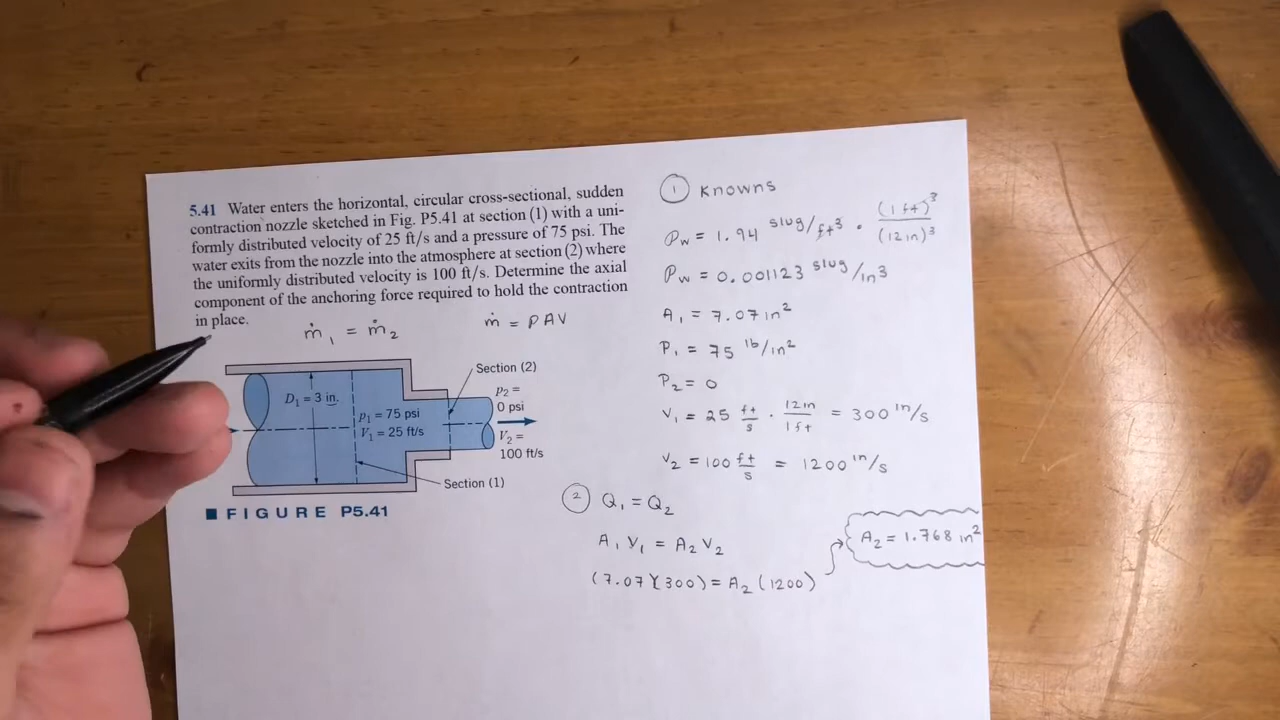 5.41 Water enters the horizontal, circular cross-sectional, sudden
contraction nozzle sketched in Fig. P5.41 at section (1) with a uni-
formly distributed velocity of 25 ft/s and a pressure of 75 psi. The
water exits from the nozzle into the atmosphere at section (2) where
the uniformly distributed velocity is 100 ft/s. Determine the axial
component of the anchoring force required to hold the contraction
in place.
ṁ₁ = ṁ₂
ṁ = ρAV
Section (2)
D₁ = 3 in.
p₁ = 75 psi
V₁ = 25 ft/s
p₂ =
0 psi
V₂ =
100 ft/s
Section (1)
FIGURE P5.41
① Knowns
ρw = 1.94 slug/ft³ · (1 ft)³/(12 in)³
ρw = 0.001123 slug/in³
A₁ = 7.07 in²
P₁ = 75 lb/in²
P₂ = 0
V₁ = 25 ft/s · 12in/1ft = 300 in/s
V₂ = 100 ft/s = 1200 in/s
② Q₁ = Q₂
A₁ V₁ = A₂ V₂
(7.07)(300) = A₂ (1200)
A₂ = 1.768 in²